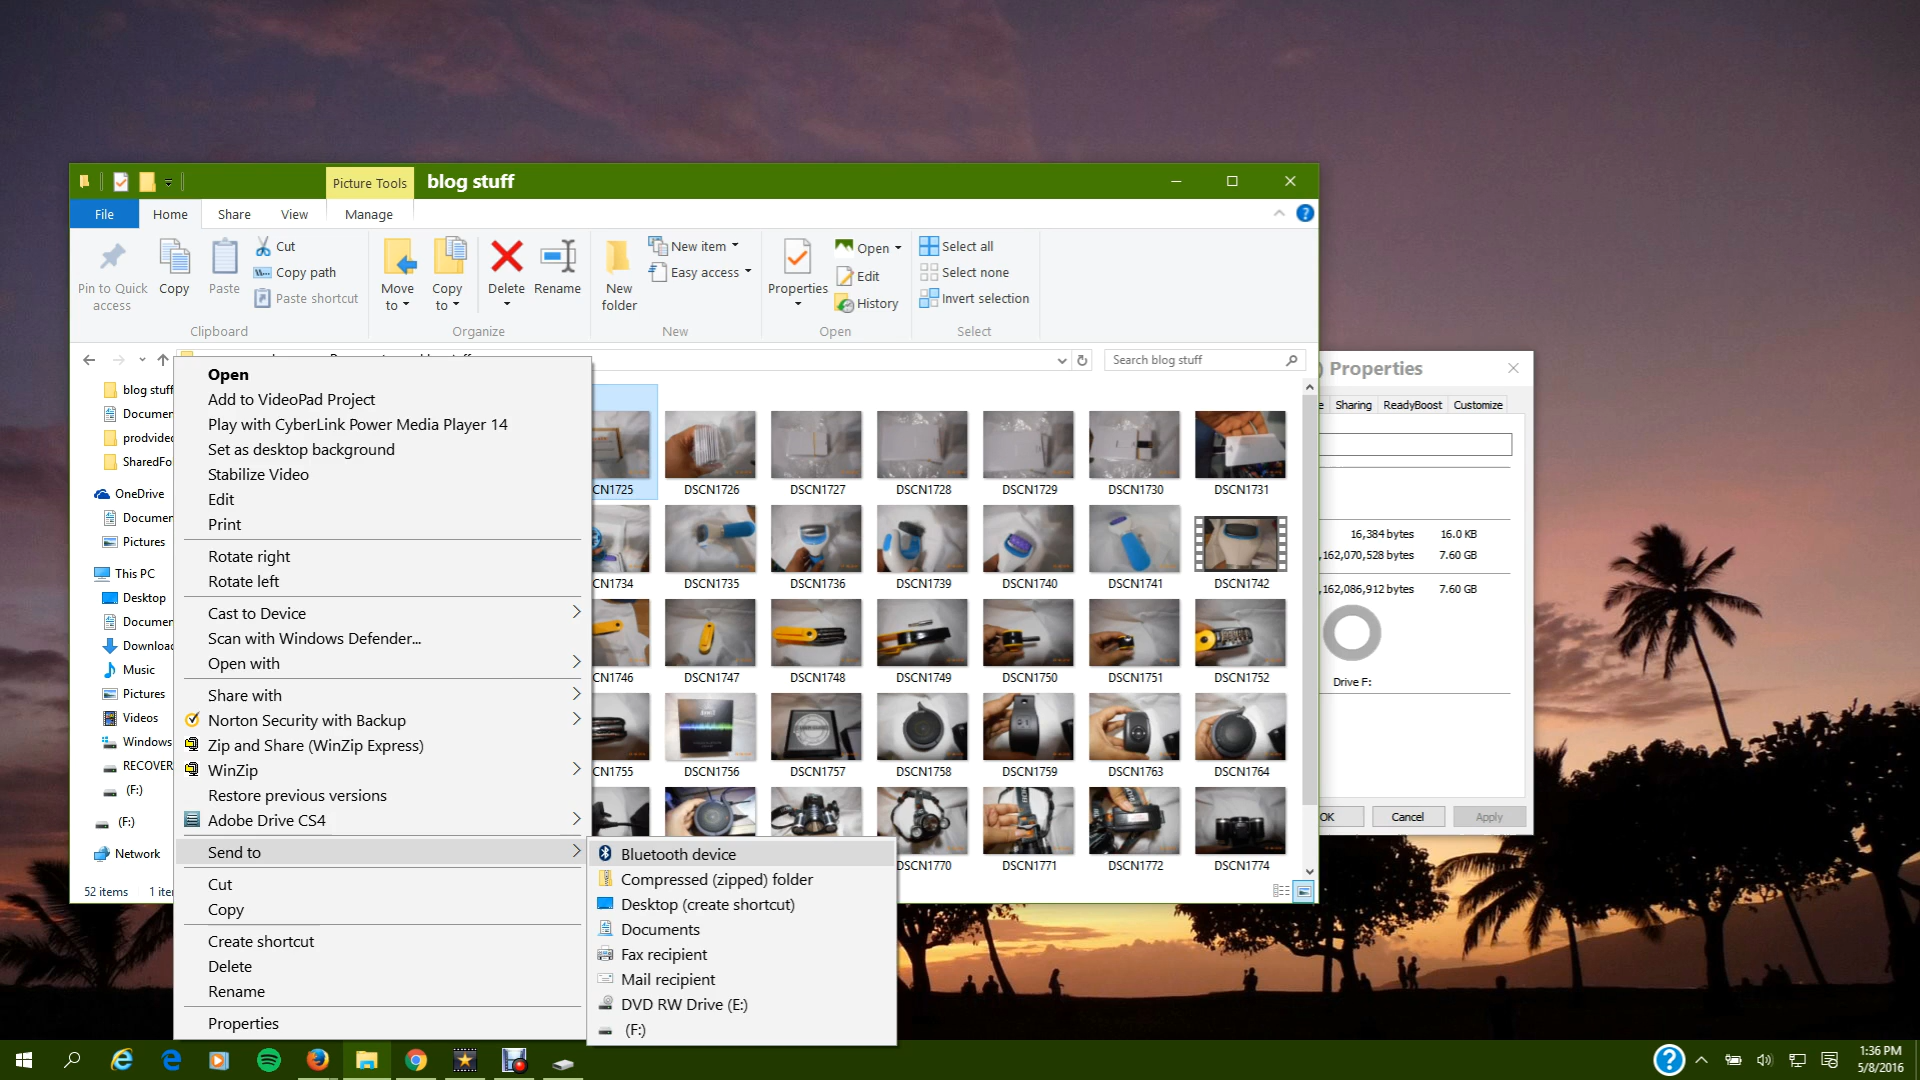 Picture Tools
blog stuff
File
Home
Share
View
Manage
Pin to Quick access
Copy
Paste
Cut
Copy path
Paste shortcut
Clipboard
Move to
Copy to
Delete
Rename
Organize
New folder
New item
Easy access
New
Properties
Open
Edit
History
Open
Select all
Select none
Invert selection
Select
Search blog stuff
blog stuff
Documen
prodvideo
SharedFo
OneDrive
Documen
Pictures
This PC
Desktop
Documen
Downloac
Music
Pictures
Videos
Windows
RECOVER
(F:)
(F:)
Network
52 items 1 ite
Open
Add to VideoPad Project
Play with CyberLink Power Media Player 14
Set as desktop background
Stabilize Video
Edit
Print
Rotate right
Rotate left
Cast to Device
Scan with Windows Defender...
Open with
Share with
Norton Security with Backup
Zip and Share (WinZip Express)
WinZip
Restore previous versions
Adobe Drive CS4
Send to
Cut
Copy
Create shortcut
Delete
Rename
Properties
Bluetooth device
Compressed (zipped) folder
Desktop (create shortcut)
Documents
Fax recipient
Mail recipient
DVD RW Drive (E:)
(F:)
CN1725 DSCN1726 DSCN1727 DSCN1728 DSCN1729 DSCN1730 DSCN1731
CN1734 DSCN1735 DSCN1736 DSCN1739 DSCN1740 DSCN1741 DSCN1742
CN1746 DSCN1747 DSCN1748 DSCN1749 DSCN1750 DSCN1751 DSCN1752
CN1755 DSCN1756 DSCN1757 DSCN1758 DSCN1759 DSCN1763 DSCN1764
DSCN1770 DSCN1771 DSCN1772 DSCN1774
) Properties
e Sharing ReadyBoost Customize
16,384 bytes 16.0 KB
,162,070,528 bytes 7.60 GB
,162,086,912 bytes 7.60 GB
Drive F:
OK Cancel Apply
1:36 PM
5/8/2016